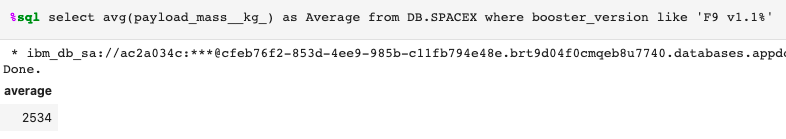 %sql select avg(payload_mass__kg_) as Average from DB.SPACEX where booster_version like 'F9 v1.1%'
* ibm_db_sa://ac2a034c:***@cfeb76f2-853d-4ee9-985b-c11fb794e48e.brt9d04f0cmqeb8u7740.databases.appdo
Done.
average
2534